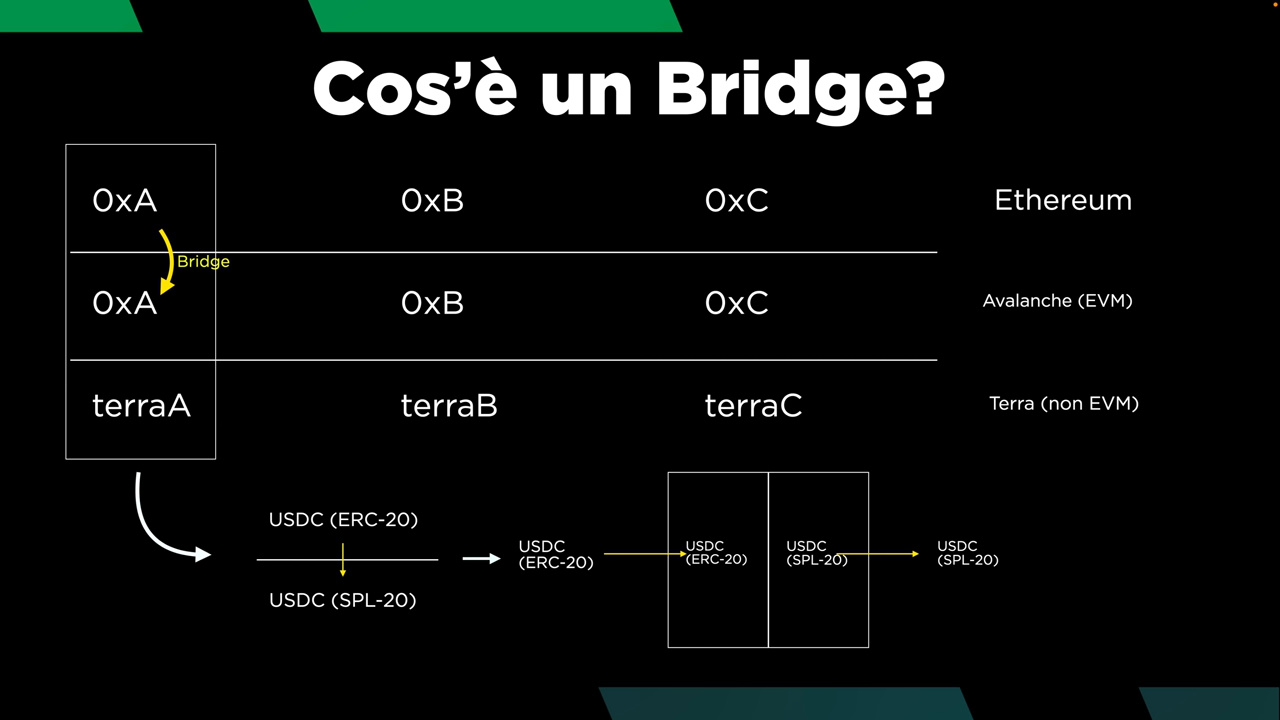 Cos'è un Bridge?
0xA 0xB 0xC Ethereum
Bridge
0xA 0xB 0xC Avalanche (EVM)
terraA terraB terraC Terra (non EVM)
USDC (ERC-20)
USDC (SPL-20)
USDC
(ERC-20)
USDC
(ERC-20)
USDC
(SPL-20)
USDC
(SPL-20)